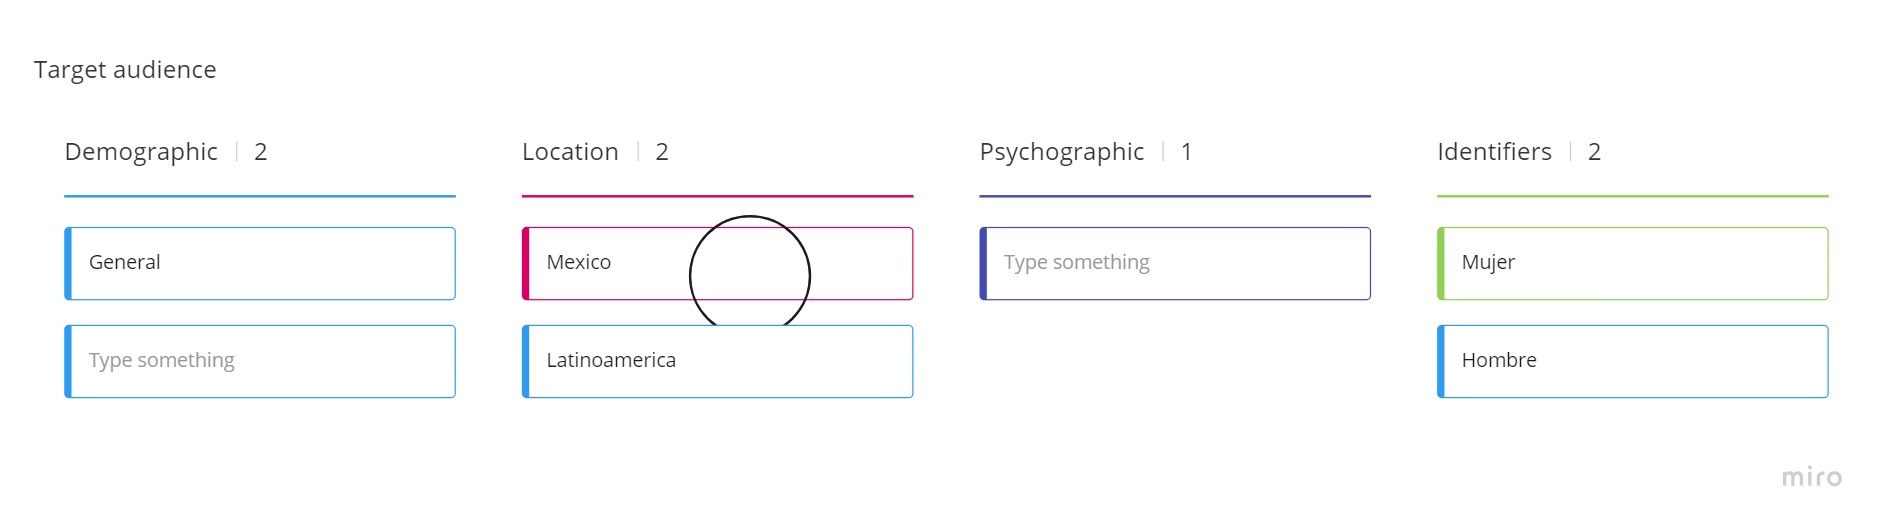 Target audience
Demographic 2
General
Type something
Location 2
Mexico
Latinoamerica
Psychographic 1
Type something
Identifiers 2
Mujer
Hombre
miro